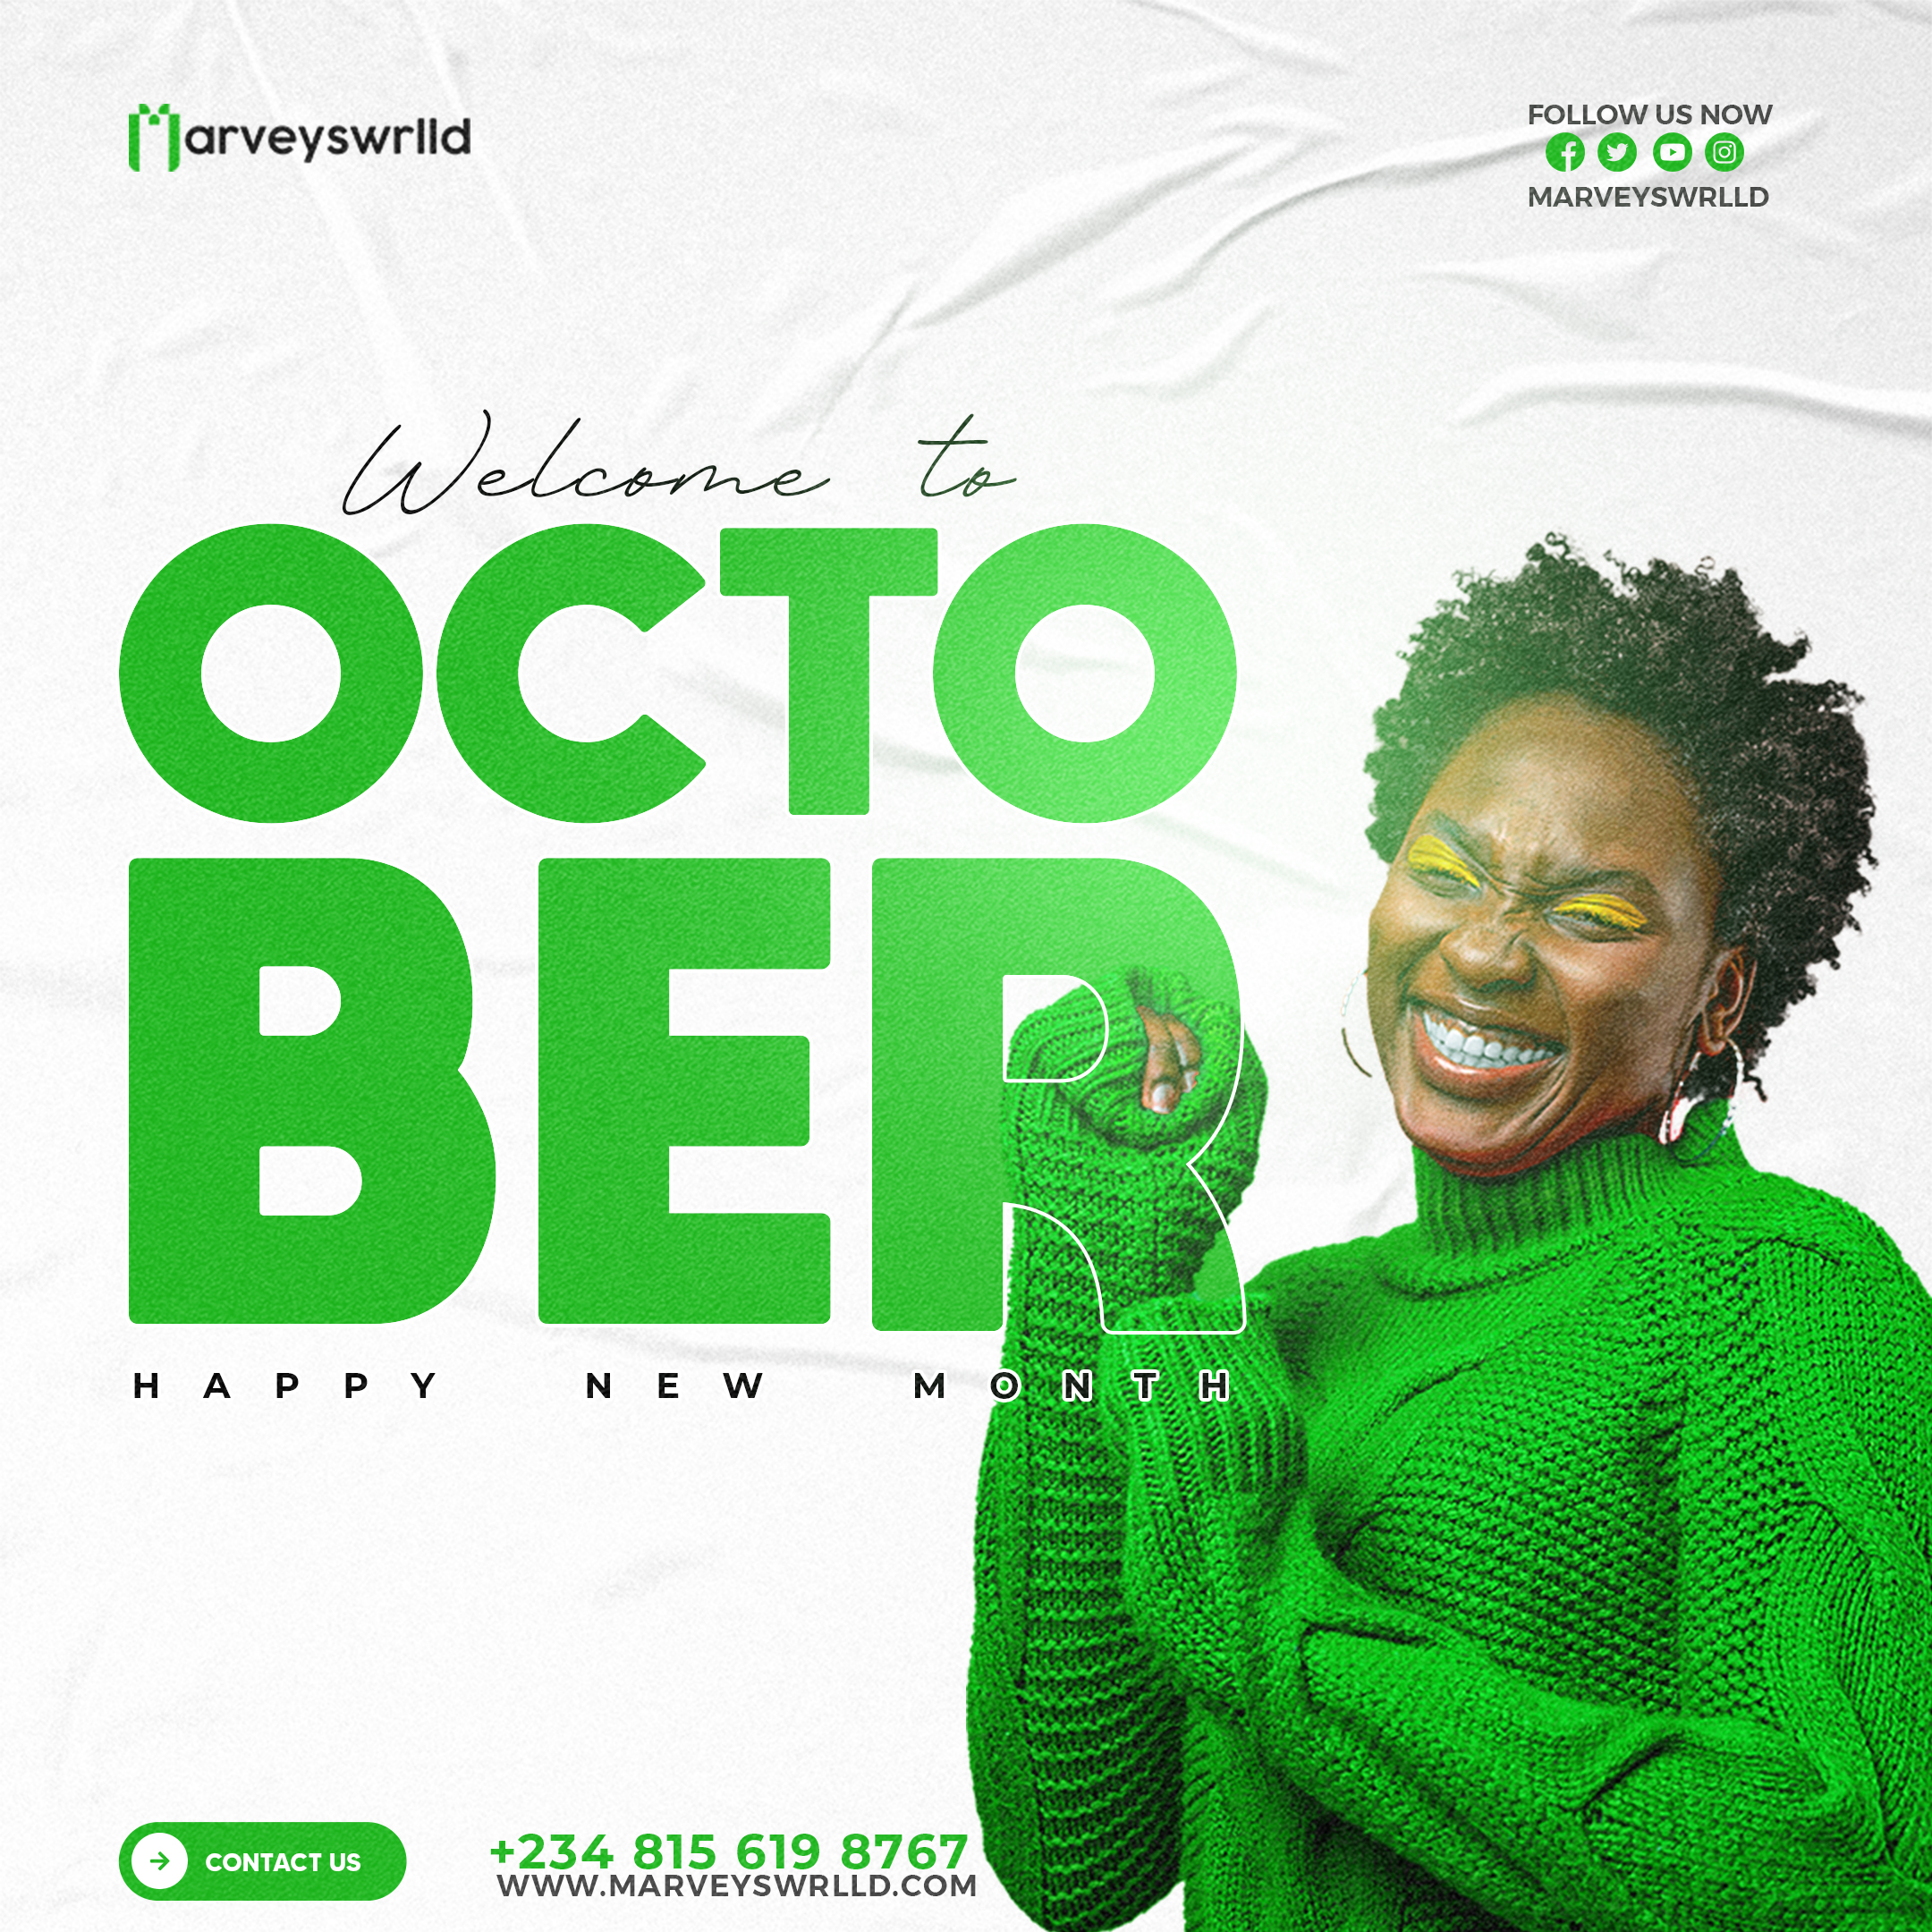 Marveyswrlld
FOLLOW US NOW
MARVEYSWRLLD
Welcome to
OCTO
BER
HAPPY NEW MONTH
CONTACT US
+234 815 619 8767
WWW.MARVEYSWRLLD.COM